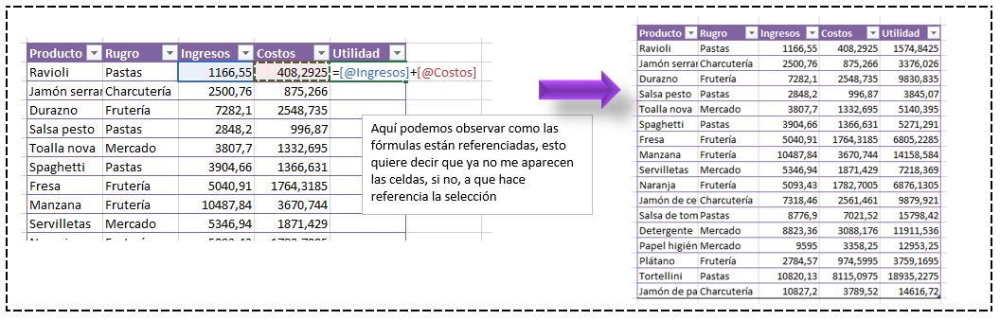 Producto Rugro Ingresos Costos Utilidad
Ravioli Pastas 1166,55 408,2925 =[@Ingresos]+[@Costos]
Jamón serrar Charcutería 2500,76 875,266
Durazno Frutería 7282,1 2548,735
Salsa pesto Pastas 2848,2 996,87
Toalla nova Mercado 3807,7 1332,695
Spaghetti Pastas 3904,66 1366,631
Fresa Frutería 5040,91 1764,3185
Manzana Frutería 10487,84 3670,744
Servilletas Mercado 5346,94 1871,429
Aquí podemos observar como las
fórmulas están referenciadas, esto
quiere decir que ya no me aparecen
las celdas, si no, a que hace
referencia la selección
Producto Rugro Ingresos Costos Utilidad
Ravioli Pastas 1166,55 408,2925 1574,8425
Jamón serrar Charcutería 2500,76 875,266 3376,026
Durazno Frutería 7282,1 2548,735 9830,835
Salsa pesto Pastas 2848,2 996,87 3845,07
Toalla nova Mercado 3807,7 1332,695 5140,395
Spaghetti Pastas 3904,66 1366,631 5271,291
Fresa Frutería 5040,91 1764,3185 6805,2285
Manzana Frutería 10487,84 3670,744 14158,584
Servilletas Mercado 5346,94 1871,429 7218,369
Naranja Frutería 5093,43 1782,7005 6876,1305
Jamón de ce Charcutería 7318,46 2561,461 9879,921
Salsa de tom Pastas 8776,9 7021,52 15798,42
Detergente Mercado 8823,36 3088,176 11911,536
Papel higién Mercado 9595 3358,25 12953,25
Plátano Frutería 2784,57 974,5995 3759,1695
Tortellini Pastas 10820,13 8115,0975 18935,2275
Jamón de pa Charcutería 10827,2 3789,52 14616,72